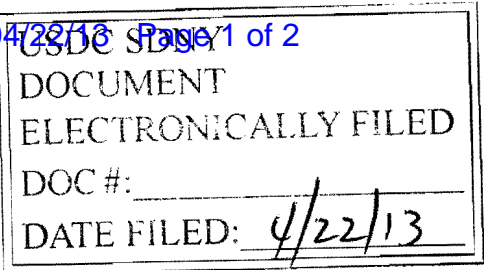 04/22/13 Page 1 of 2
USDC SDNY
DOCUMENT
ELECTRONICALLY FILED
DOC #:
DATE FILED: 4/22/13